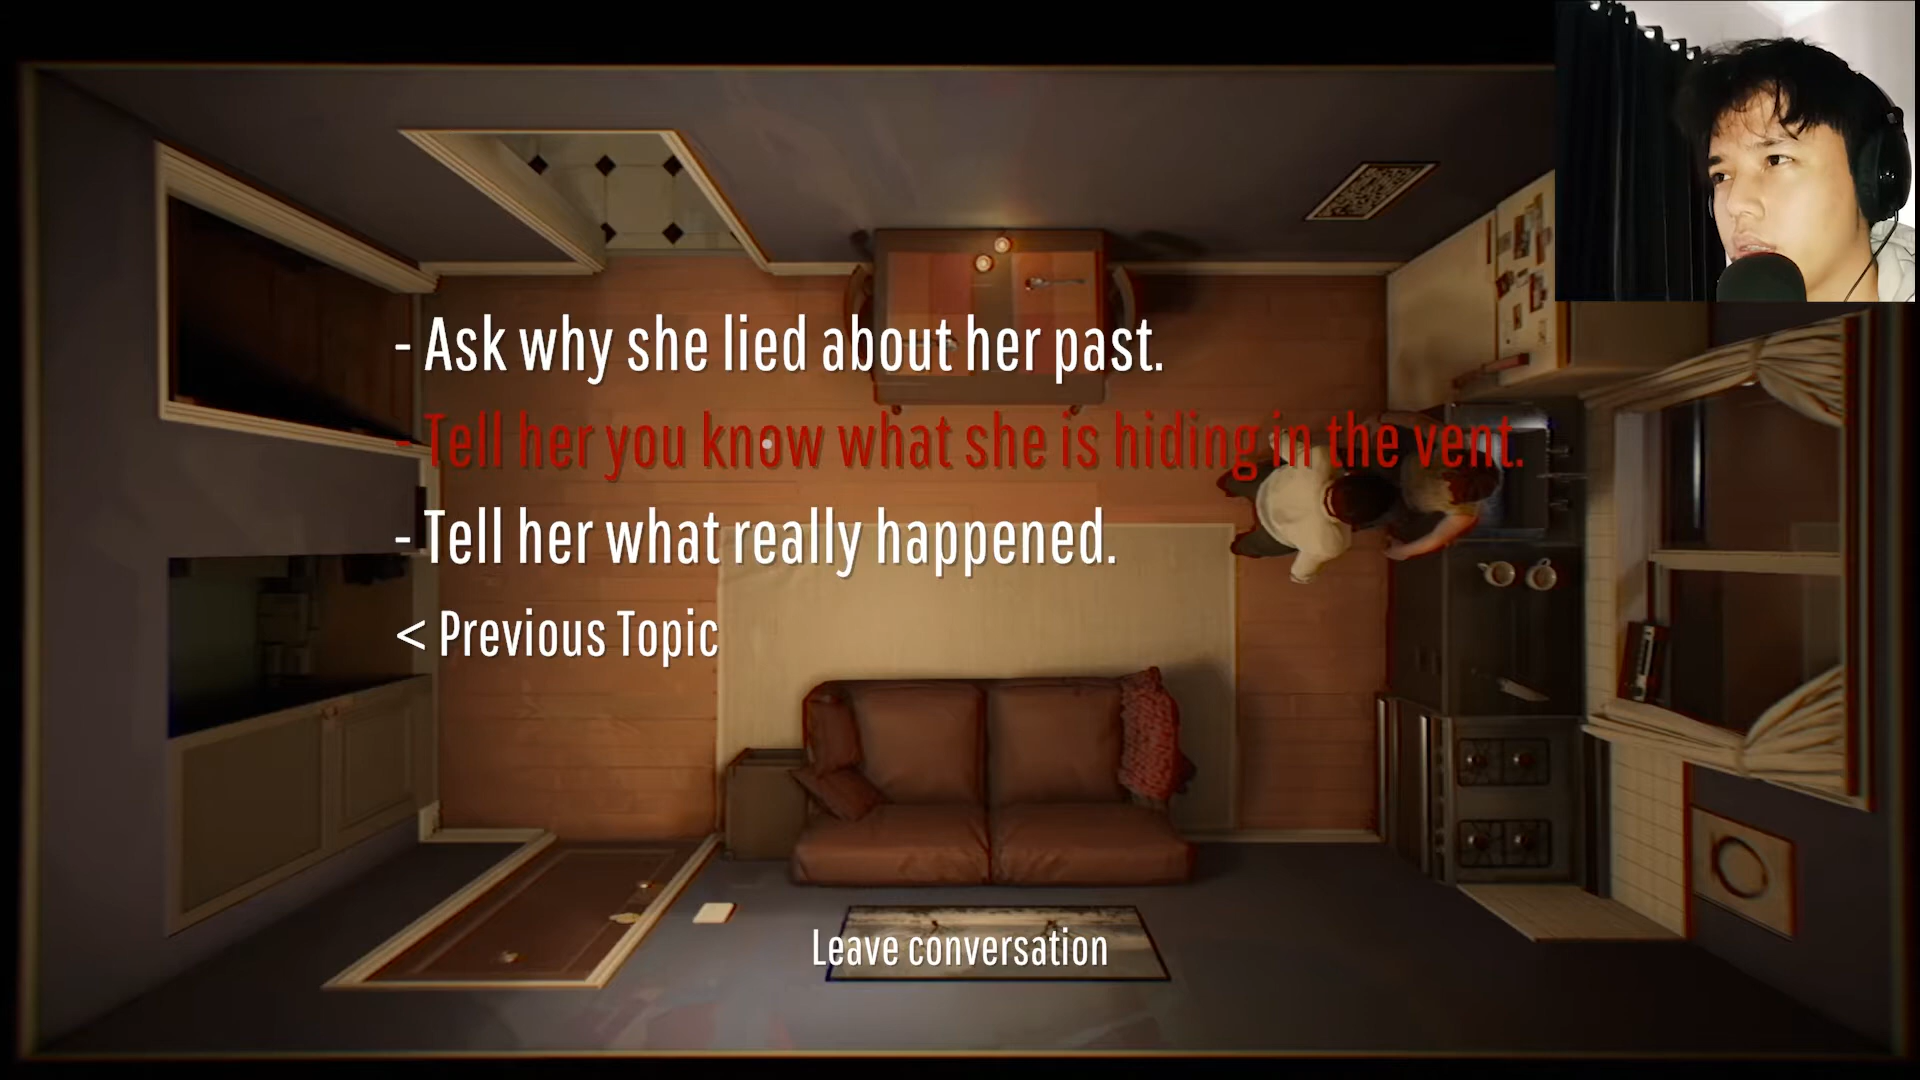 - Ask why she lied about her past.
- Tell her you know what she is hiding in the vent.
- Tell her what really happened.
< Previous Topic
Leave conversation